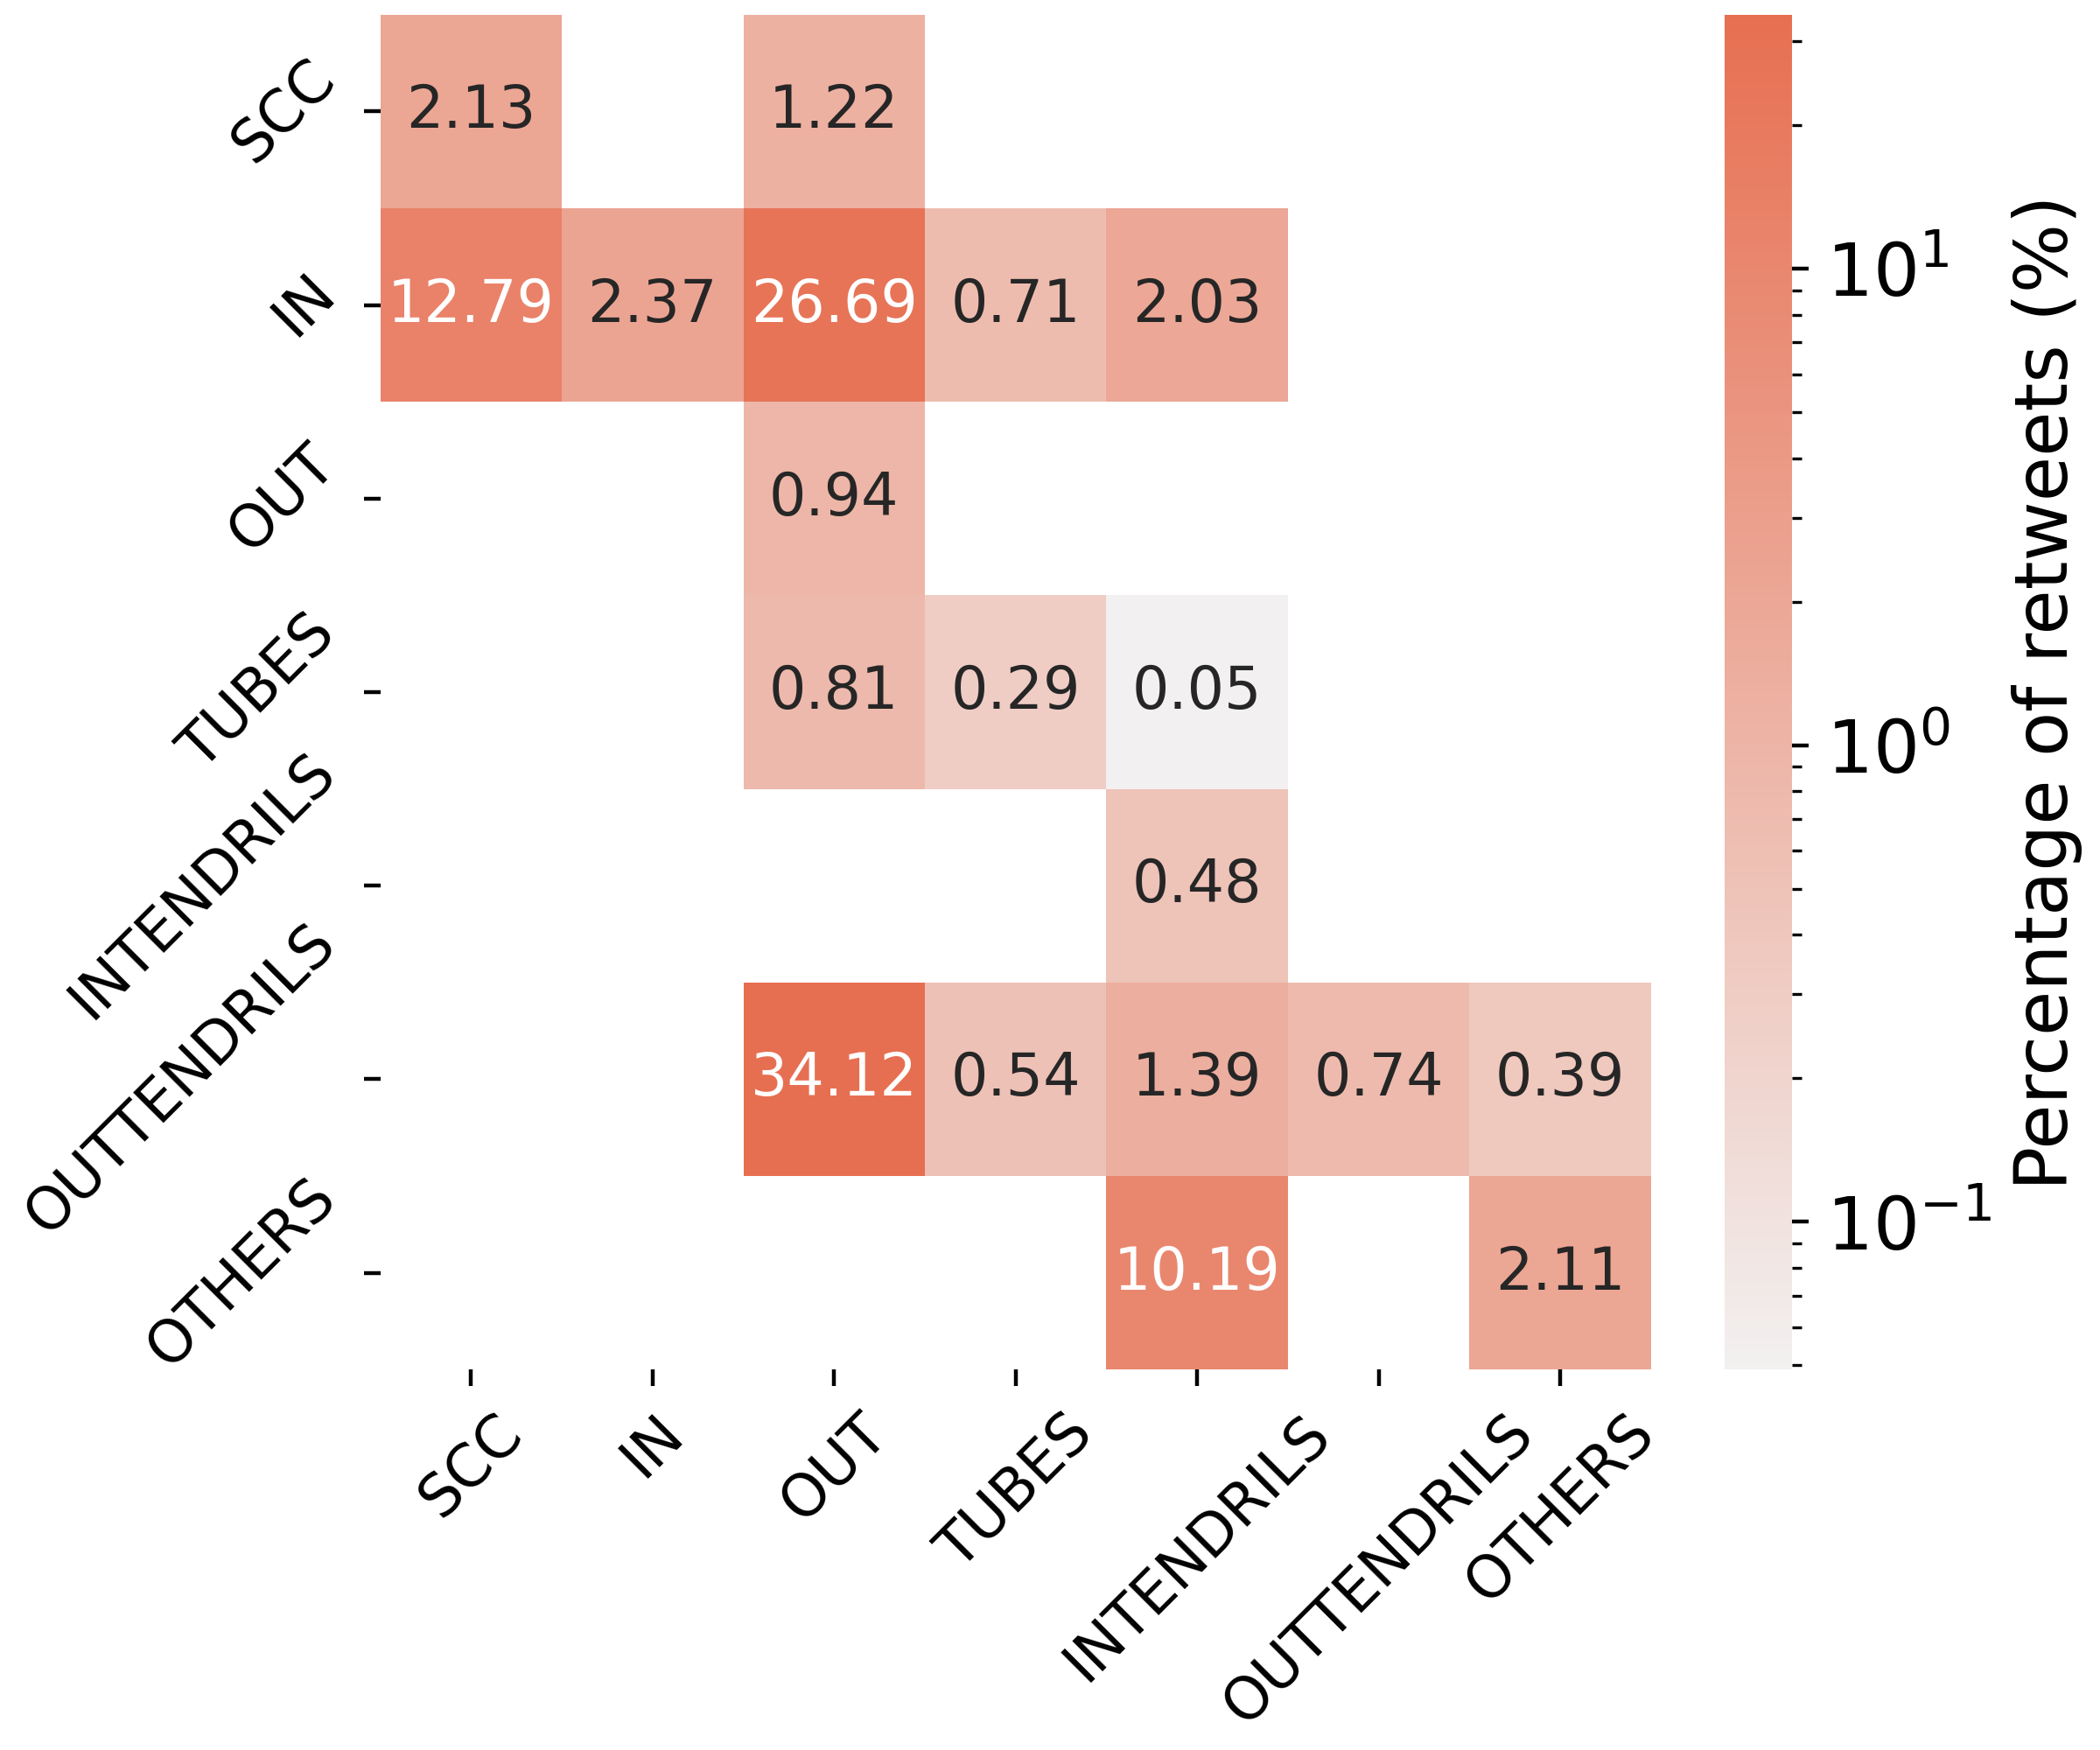 SCC 2.13 1.22
IN 12.79 2.37 26.69 0.71 2.03
OUT 0.94
TUBES 0.81 0.29 0.05
INTENDRILS 0.48
OUTTENDRILS 34.12 0.54 1.39 0.74 0.39
OTHERS 10.19 2.11
SCC IN OUT TUBES INTENDRILS OUTTENDRILS OTHERS
10¹
10⁰
10⁻¹
Percentage of retweets (%)